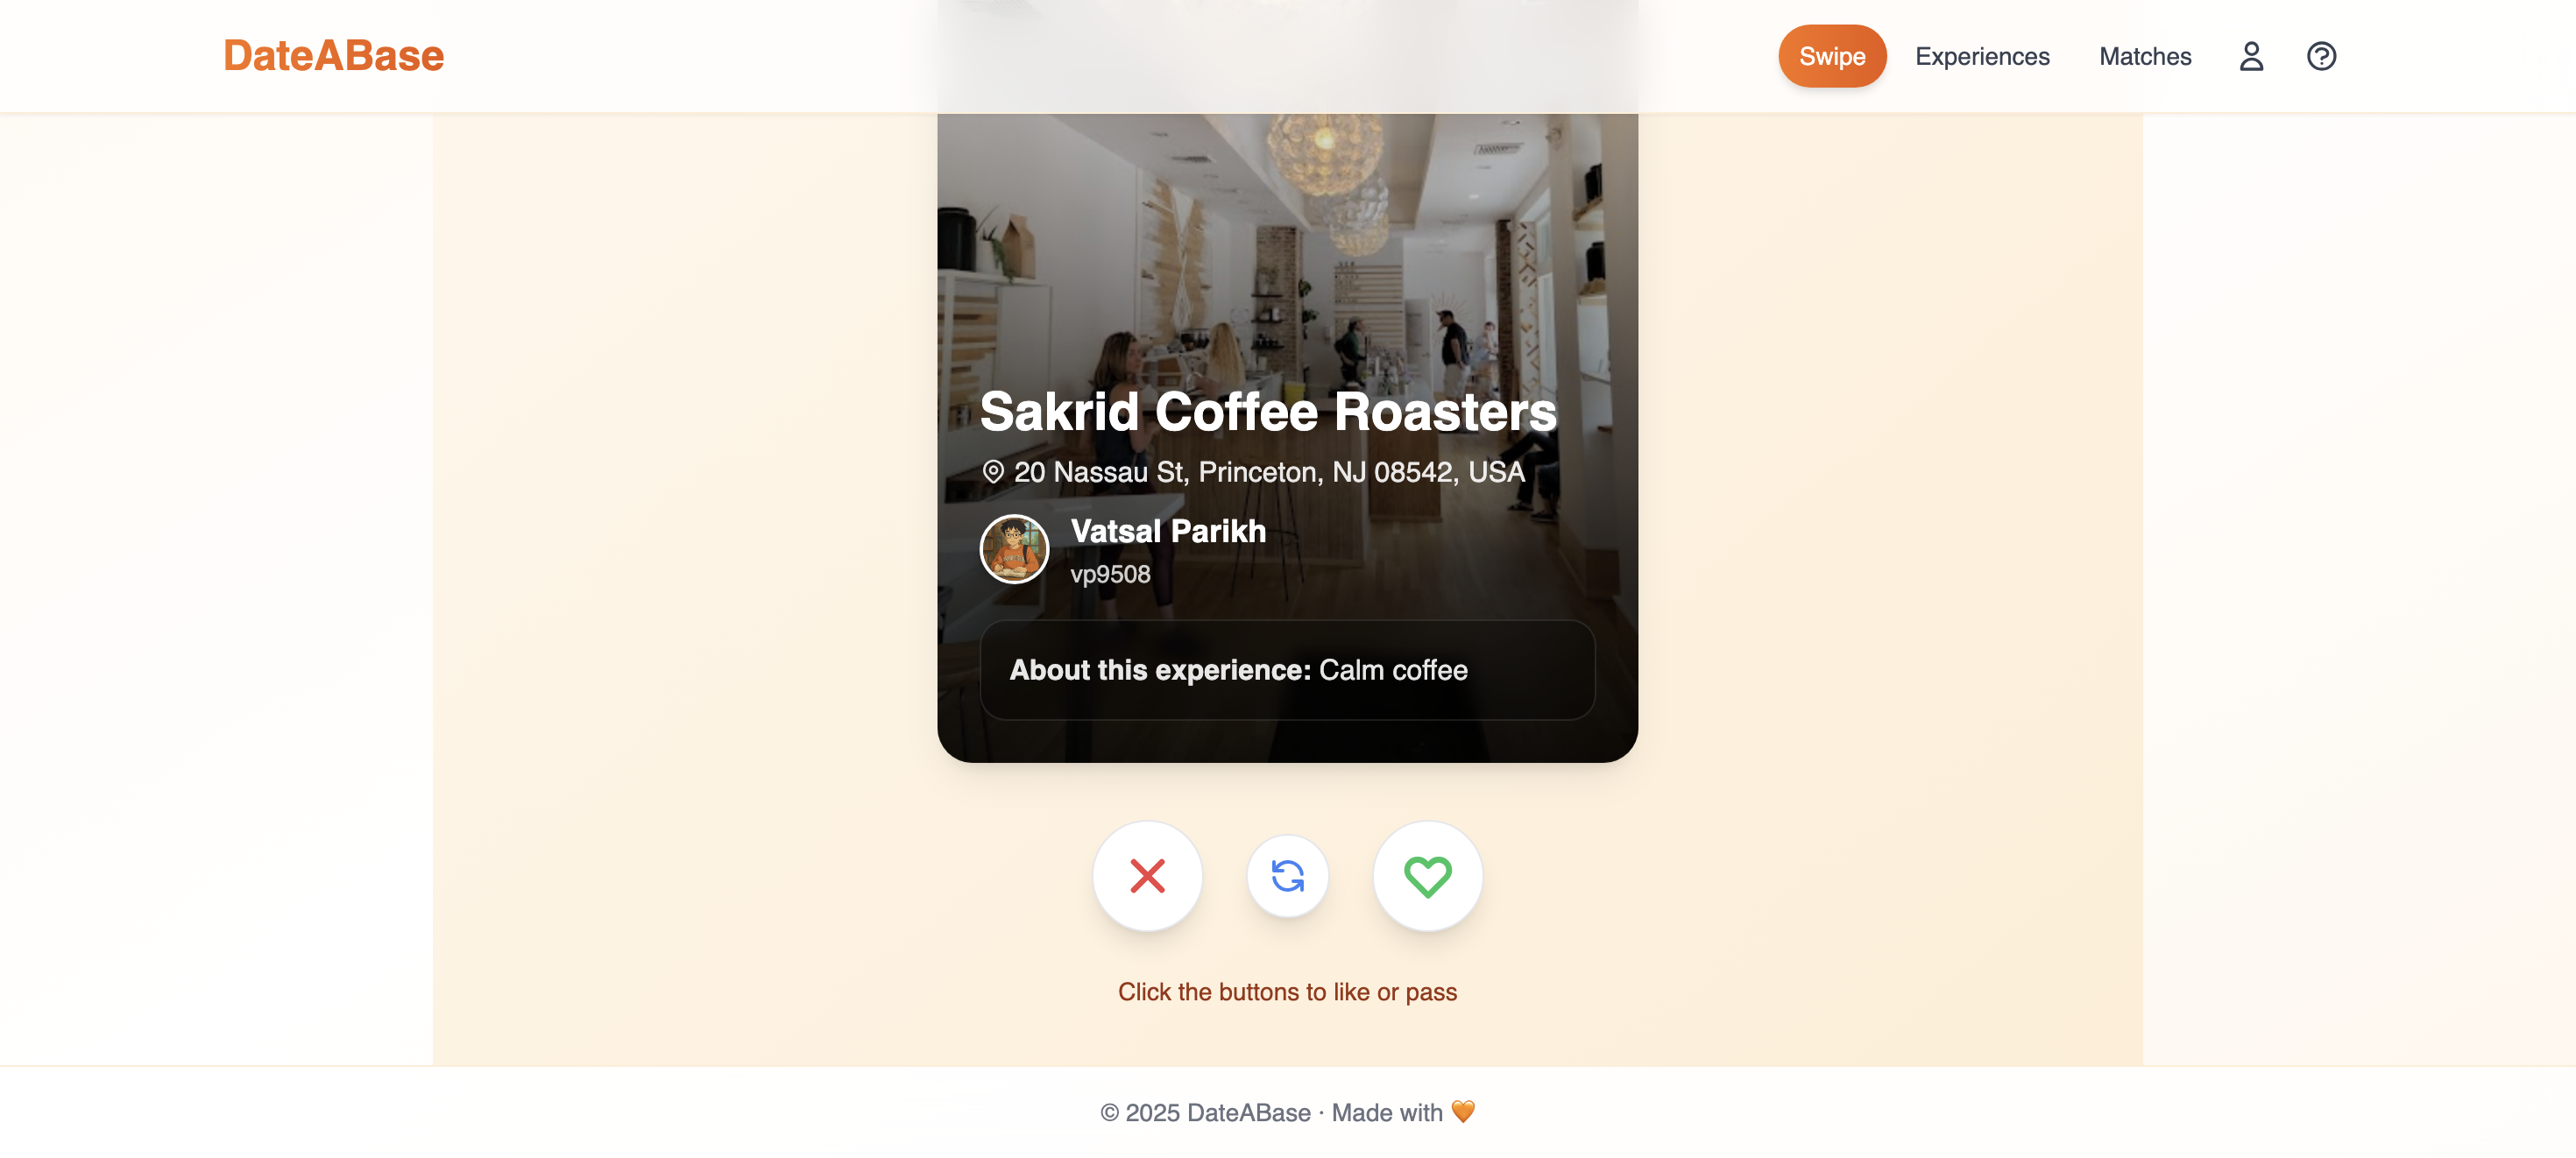 DateABase
Swipe
Experiences
Matches
Sakrid Coffee Roasters
20 Nassau St, Princeton, NJ 08542, USA
Vatsal Parikh
vp9508
About this experience: Calm coffee
Click the buttons to like or pass
© 2025 DateABase · Made with 🧡